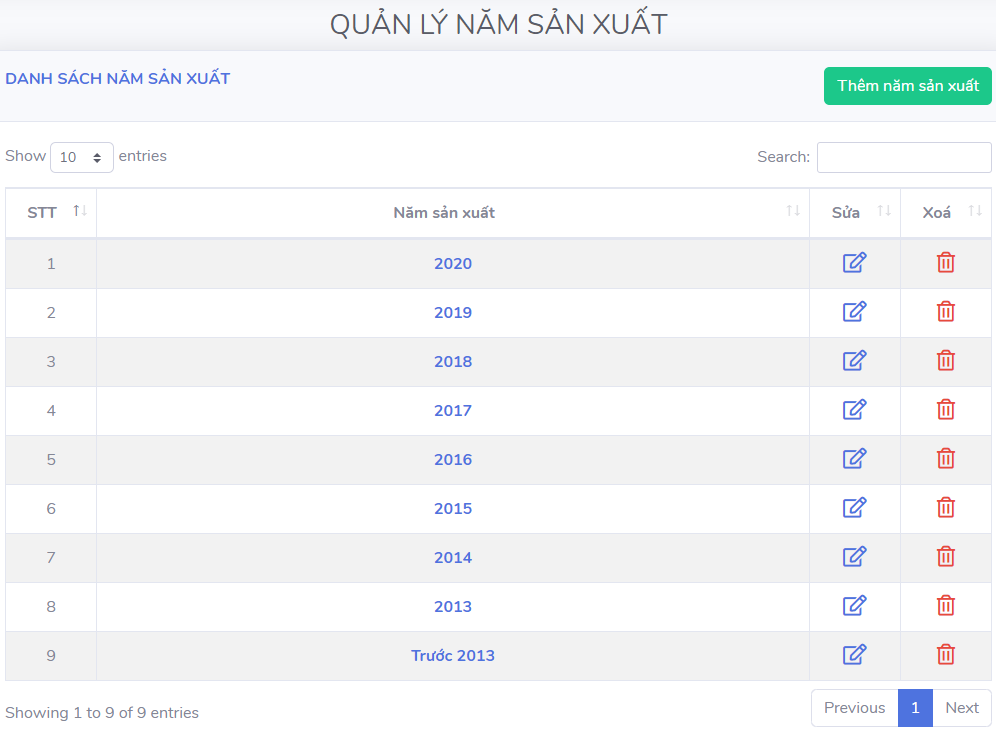 QUẢN LÝ NĂM SẢN XUẤT
DANH SÁCH NĂM SẢN XUẤT
Thêm năm sản xuất
Show 10 entries
Search:
STT Năm sản xuất Sửa Xoá
1 2020
2 2019
3 2018
4 2017
5 2016
6 2015
7 2014
8 2013
9 Trước 2013
Showing 1 to 9 of 9 entries
Previous 1 Next